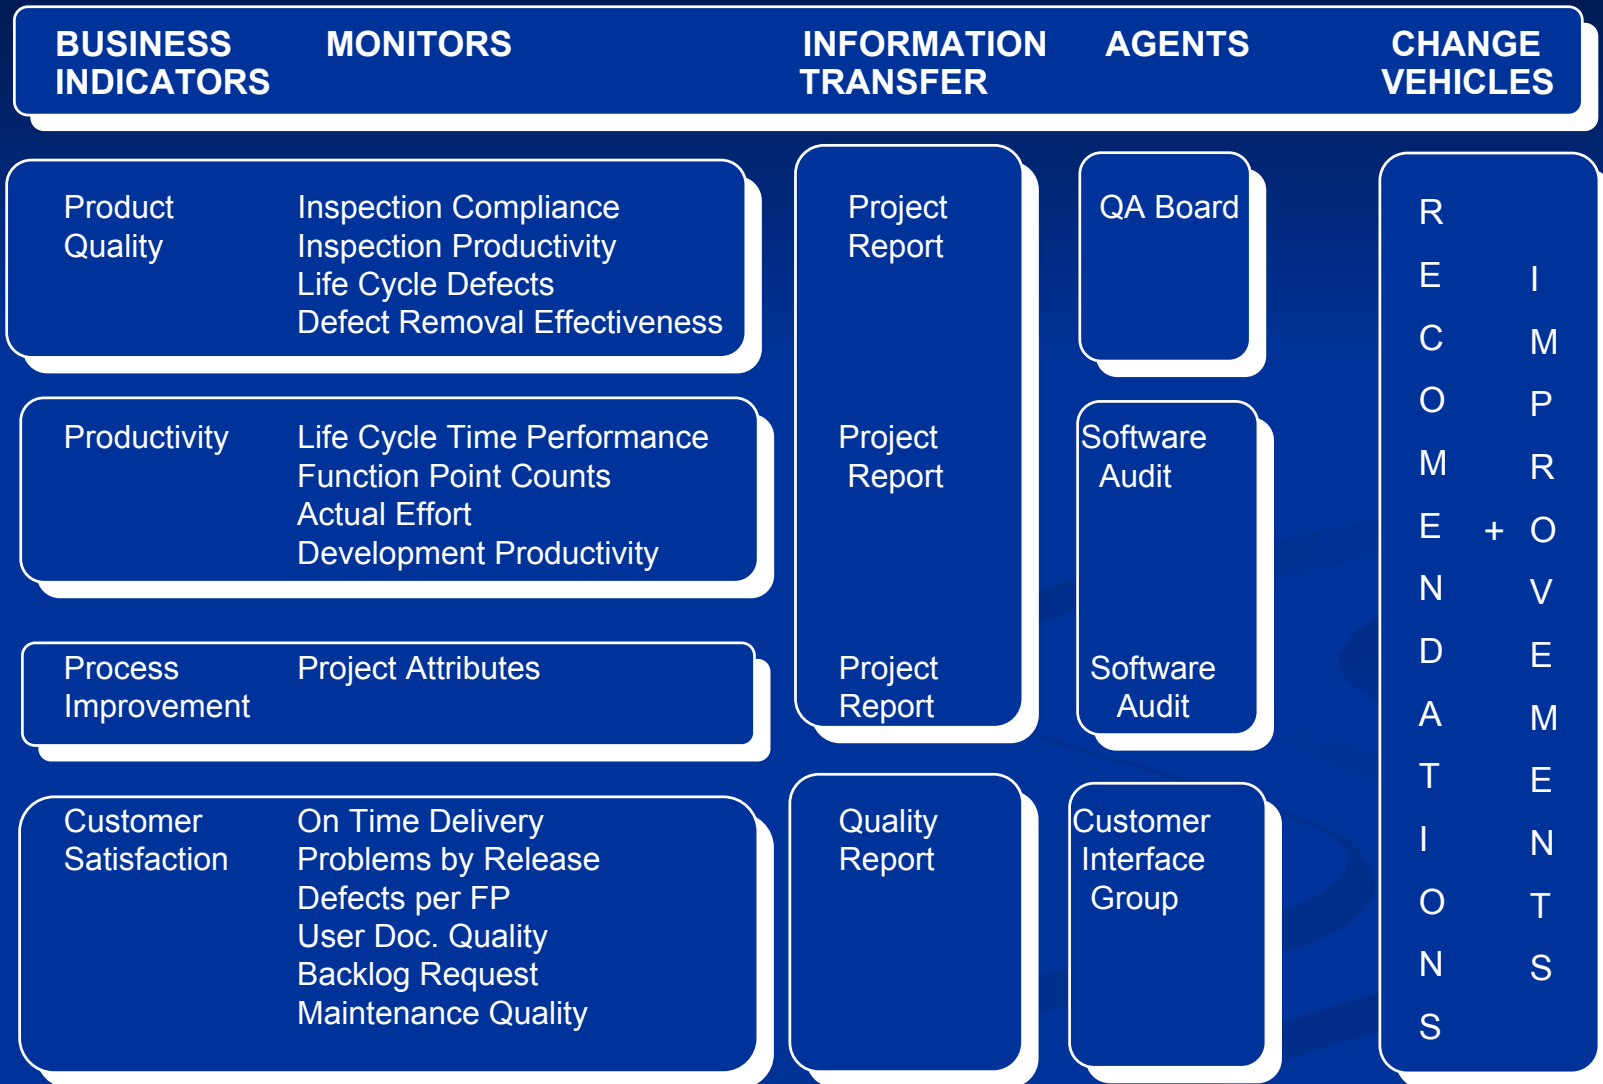 BUSINESS MONITORS INFORMATION AGENTS CHANGE
INDICATORS TRANSFER VEHICLES
Product Inspection Compliance Project QA Board
Quality Inspection Productivity Report
Life Cycle Defects
Defect Removal Effectiveness
Productivity Life Cycle Time Performance Project Software
Function Point Counts Report Audit
Actual Effort
Development Productivity
Process Project Attributes Project Software
Improvement Report Audit
Customer On Time Delivery Quality Customer
Satisfaction Problems by Release Report Interface
Defects per FP Group
User Doc. Quality
Backlog Request
Maintenance Quality
RECOMENDATIONS
+
IMPROVEMENTS